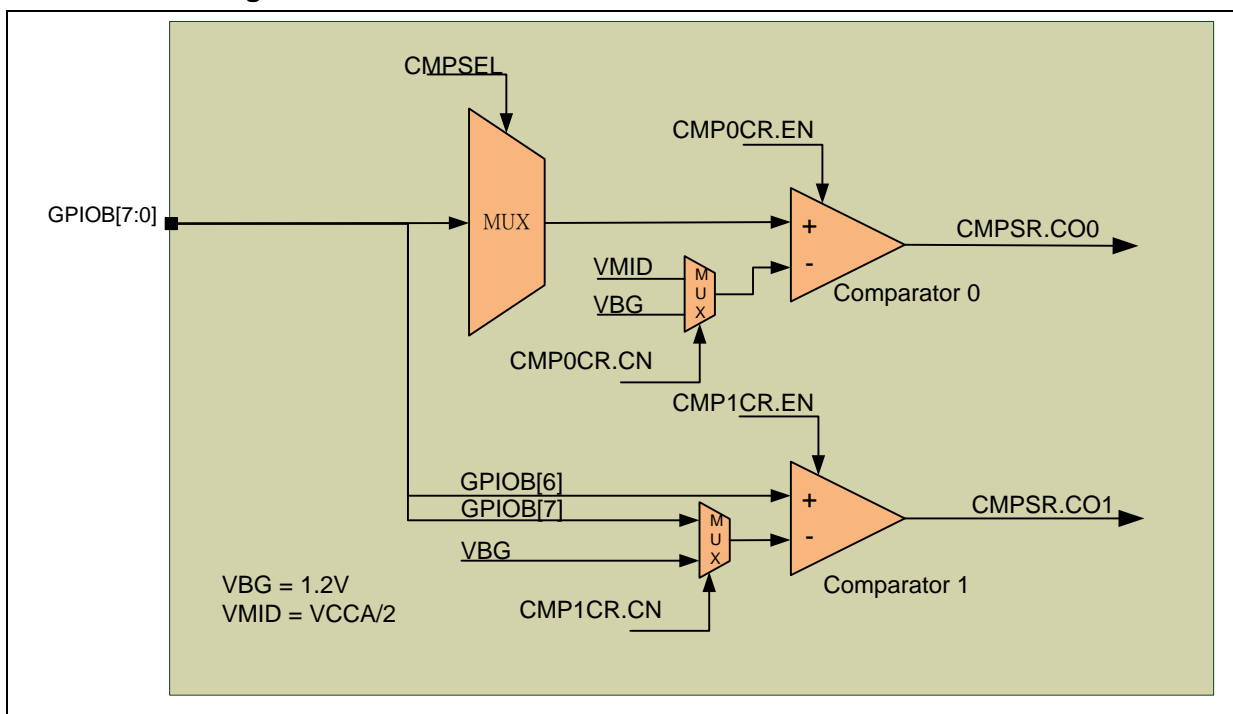 CMPSEL
CMP0CR.EN
GPIOB[7:0]
MUX
+
-
CMPSR.CO0
VMID
VBG
M
U
X
Comparator 0
CMP0CR.CN
CMP1CR.EN
GPIOB[6]
GPIOB[7]
VBG
M
U
X
+
-
CMPSR.CO1
Comparator 1
VBG = 1.2V
VMID = VCCA/2
CMP1CR.CN